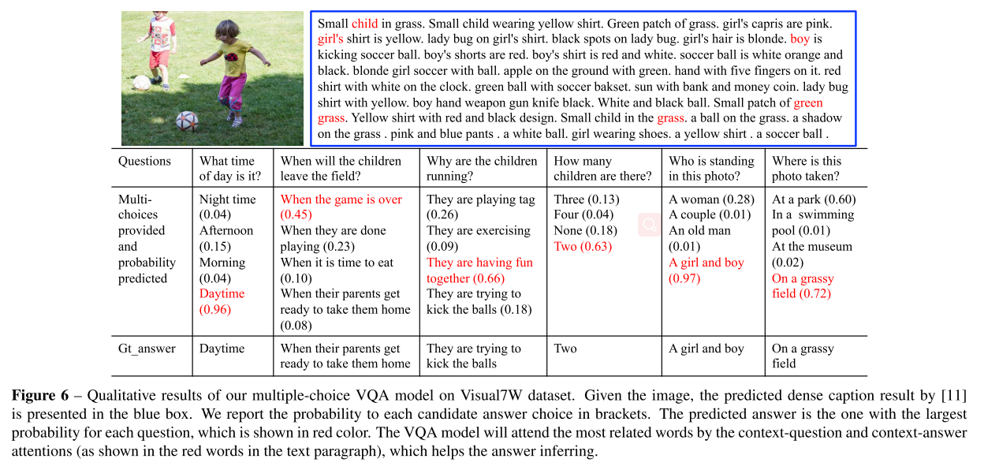 Small child in grass. Small child wearing yellow shirt. Green patch of grass. girl's capris are pink.
girl's shirt is yellow. lady bug on girl's shirt. black spots on lady bug. girl's hair is blonde. boy is
kicking soccer ball. boy's shorts are red. boy's shirt is red and white. soccer ball is white orange and
black. blonde girl soccer with ball. apple on the ground with green. hand with five fingers on it. red
shirt with white on the clock. green ball with soccer bakset. sun with bank and money coin. lady bug
shirt with yellow. boy hand weapon gun knife black. White and black ball. Small patch of green
grass. Yellow shirt with red and black design. Small child in the grass. a ball on the grass. a shadow
on the grass . pink and blue pants . a white ball. girl wearing shoes. a yellow shirt . a soccer ball .
Questions
What time
of day is it?
When will the children
leave the field?
Why are the children
running?
How many
children are there?
Who is standing
in this photo?
Where is this
photo taken?
Multi-
choices
provided
and
probability
predicted
Night time
(0.04)
Afternoon
(0.15)
Morning
(0.04)
Daytime
(0.96)
When the game is over
(0.45)
When they are done
playing (0.23)
When it is time to eat
(0.10)
When their parents get
ready to take them home
(0.08)
They are playing tag
(0.26)
They are exercising
(0.09)
They are having fun
together (0.66)
They are trying to
kick the balls (0.18)
Three (0.13)
Four (0.04)
None (0.18)
Two (0.63)
A woman (0.28)
A couple (0.01)
An old man
(0.01)
A girl and boy
(0.97)
At a park (0.60)
In a swimming
pool (0.01)
At the museum
(0.02)
On a grassy
field (0.72)
Gt_answer
Daytime
When their parents get
ready to take them home
They are trying to
kick the balls
Two
A girl and boy
On a grassy
field
Figure 6 – Qualitative results of our multiple-choice VQA model on Visual7W dataset. Given the image, the predicted dense caption result by [11]
is presented in the blue box. We report the probability to each candidate answer choice in brackets. The predicted answer is the one with the largest
probability for each question, which is shown in red color. The VQA model will attend the most related words by the context-question and context-answer
attentions (as shown in the red words in the text paragraph), which helps the answer inferring.